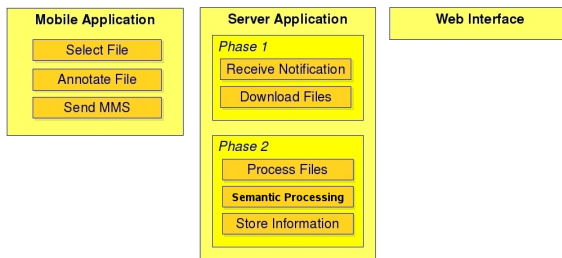 Mobile Application
Select File
Annotate File
Send MMS
Server Application
Phase 1
Receive Notification
Download Files
Phase 2
Process Files
Semantic Processing
Store Information
Web Interface